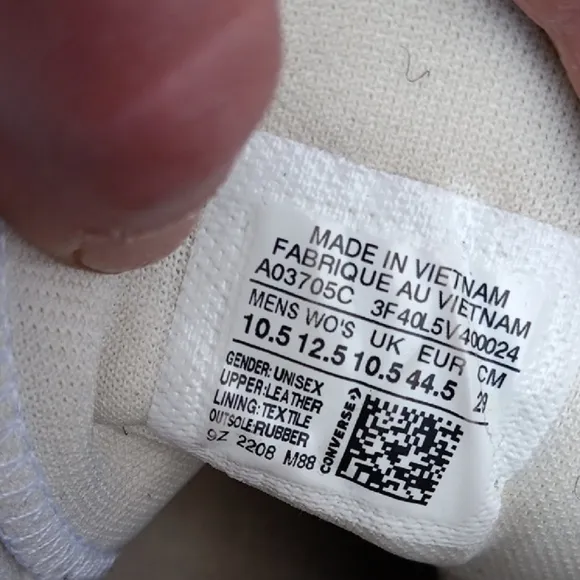 MADE IN VIETNAM
FABRIQUE AU VIETNAM
A03705C 3F40L5V400024
MENS WO'S UK EUR CM
10.5 12.5 10.5 44.5 29
GENDER: UNISEX
UPPER:LEATHER
LINING: TEXTILE
OUTSOLE:RUBBER
9Z 2208 M88
CONVERSE